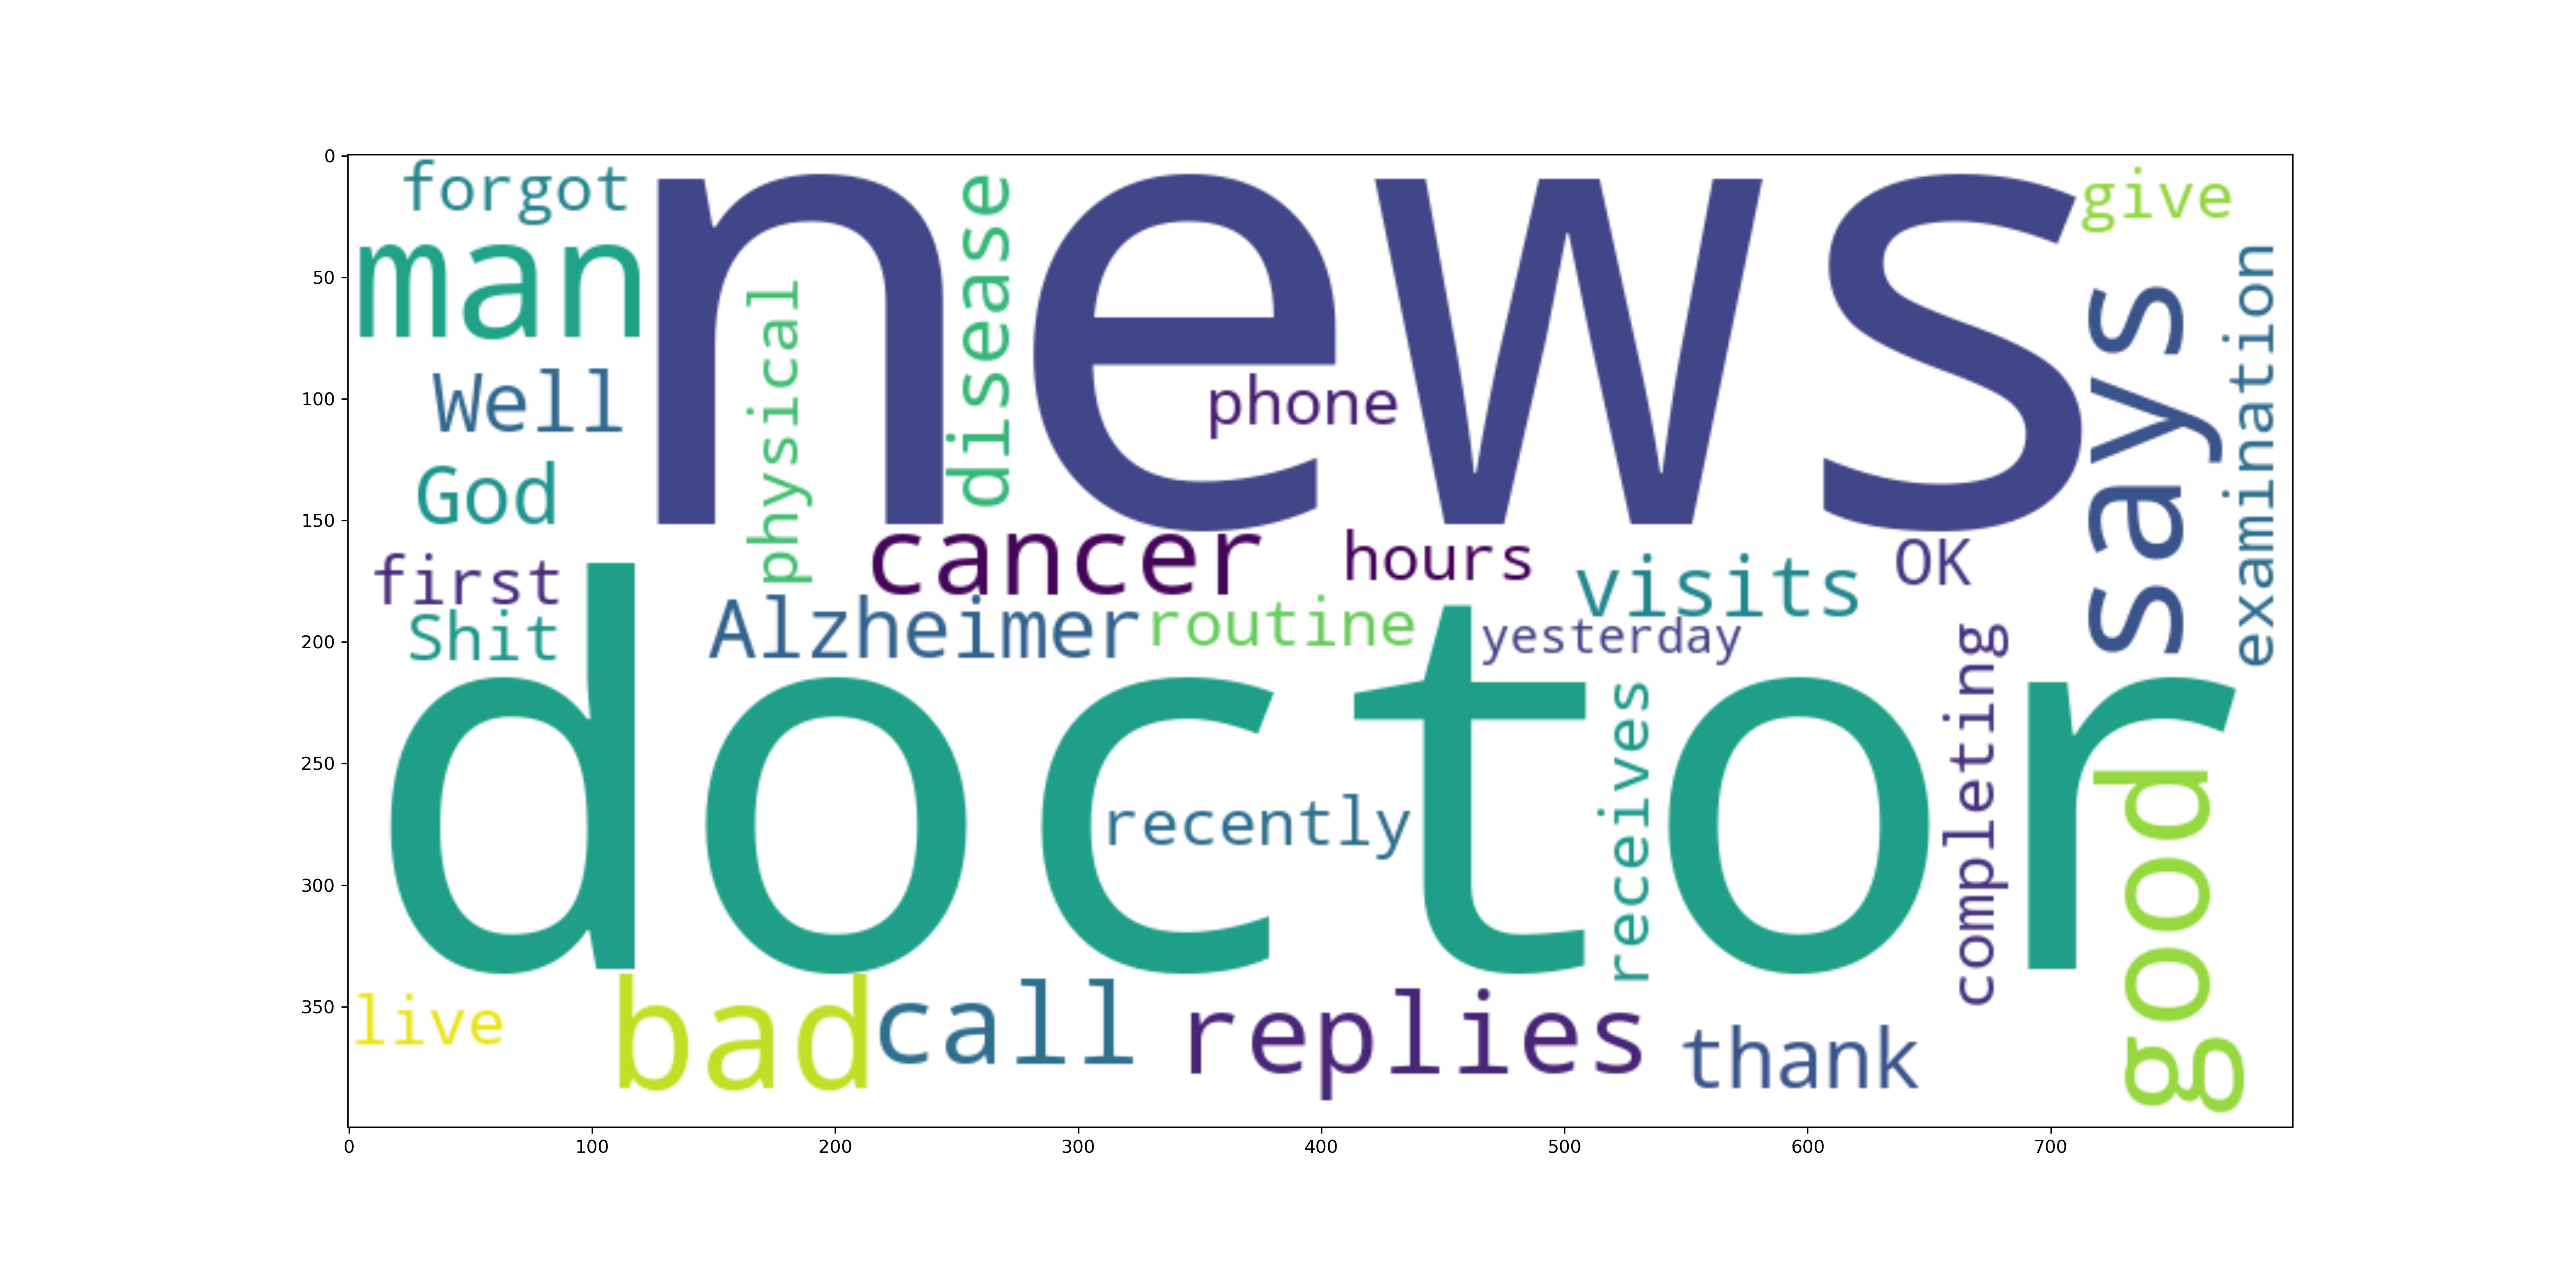 forgot
news
give
man
disease
says
examination
physical
Well
phone
God
cancer
hours
visits
OK
first
Shit
Alzheimer
routine
yesterday
doctor
completing
receives
recently
good
live
bad
call
replies
thank
0
50
100
150
200
250
300
350
0 100 200 300 400 500 600 700